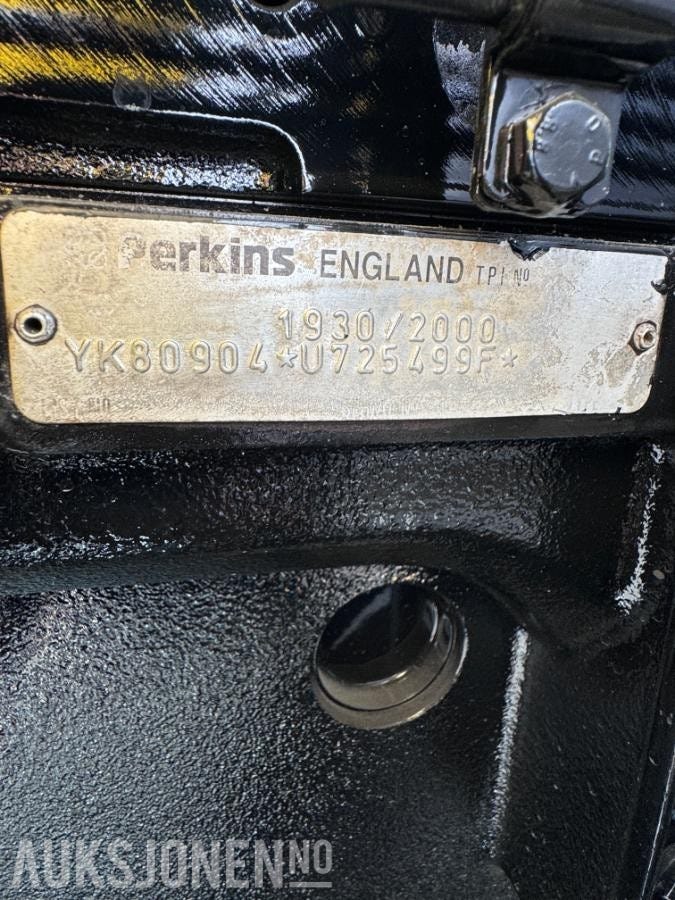 Perkins ENGLAND TPI No
1930/2000
YK80904*U725499F*
AUKSJONEN NO